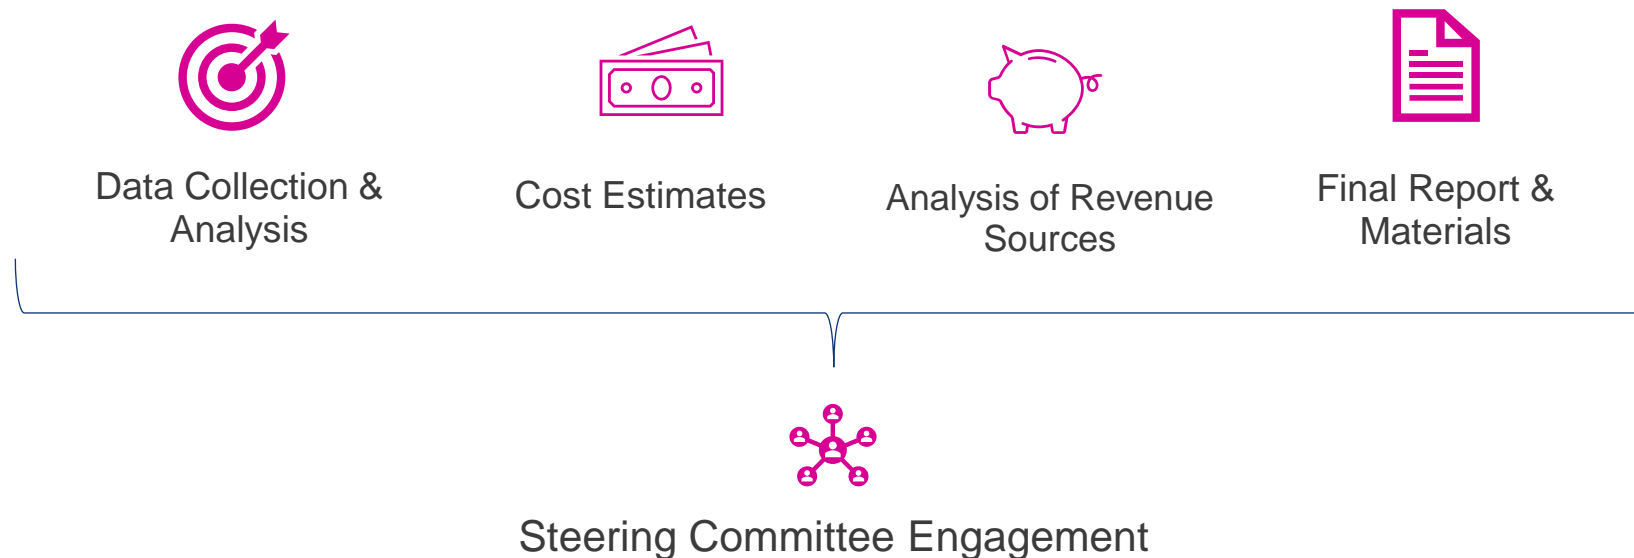 Data Collection &
Analysis
Cost Estimates
Analysis of Revenue
Sources
Final Report &
Materials
Steering Committee Engagement